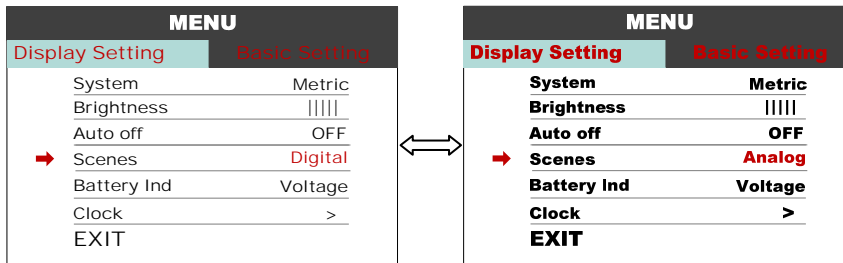 MENU
Display Setting Basic Setting
System Metric
Brightness |||||
Auto off OFF
Scenes Digital
Battery Ind Voltage
Clock >
EXIT
MENU
Display Setting Basic Setting
System Metric
Brightness |||||
Auto off OFF
Scenes Analog
Battery Ind Voltage
Clock >
EXIT